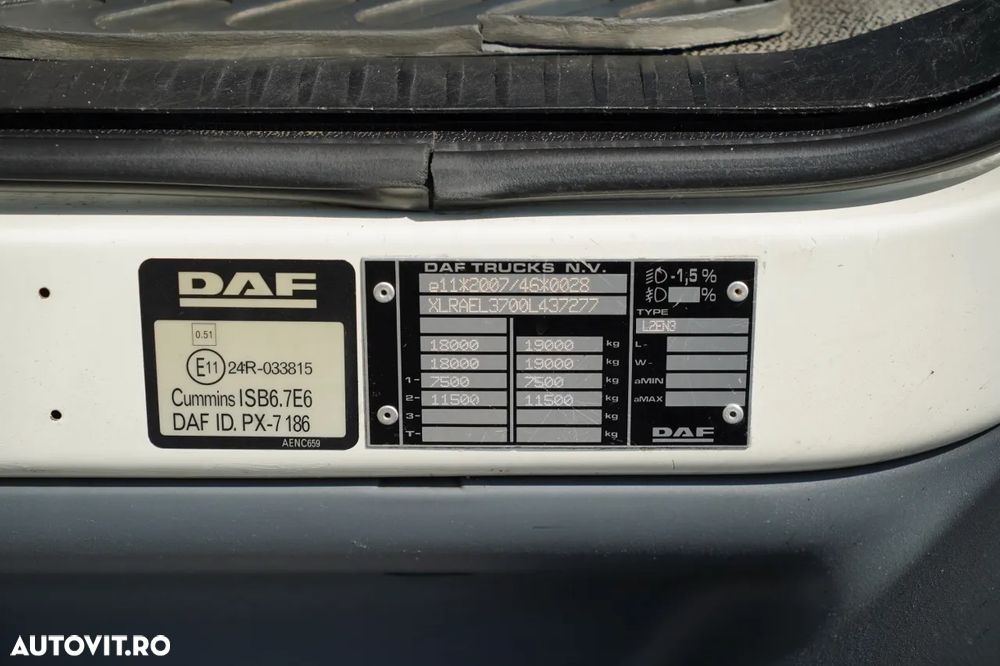 DAF
0.51
E11 24R-033815
Cummins ISB6.7E6
DAF ID. PX-7 186
AENC659
DAF TRUCKS N.V.
e11*2007/46*0028
XLRAEL3700L437277
18000 19000 kg
18000 19000 kg
1- 7500 7500 kg
2- 11500 11500 kg
3- kg
T- kg
-1,5 %
%
TYPE
L-
W-
aMIN
aMAX
DAF
AUTOVIT.RO